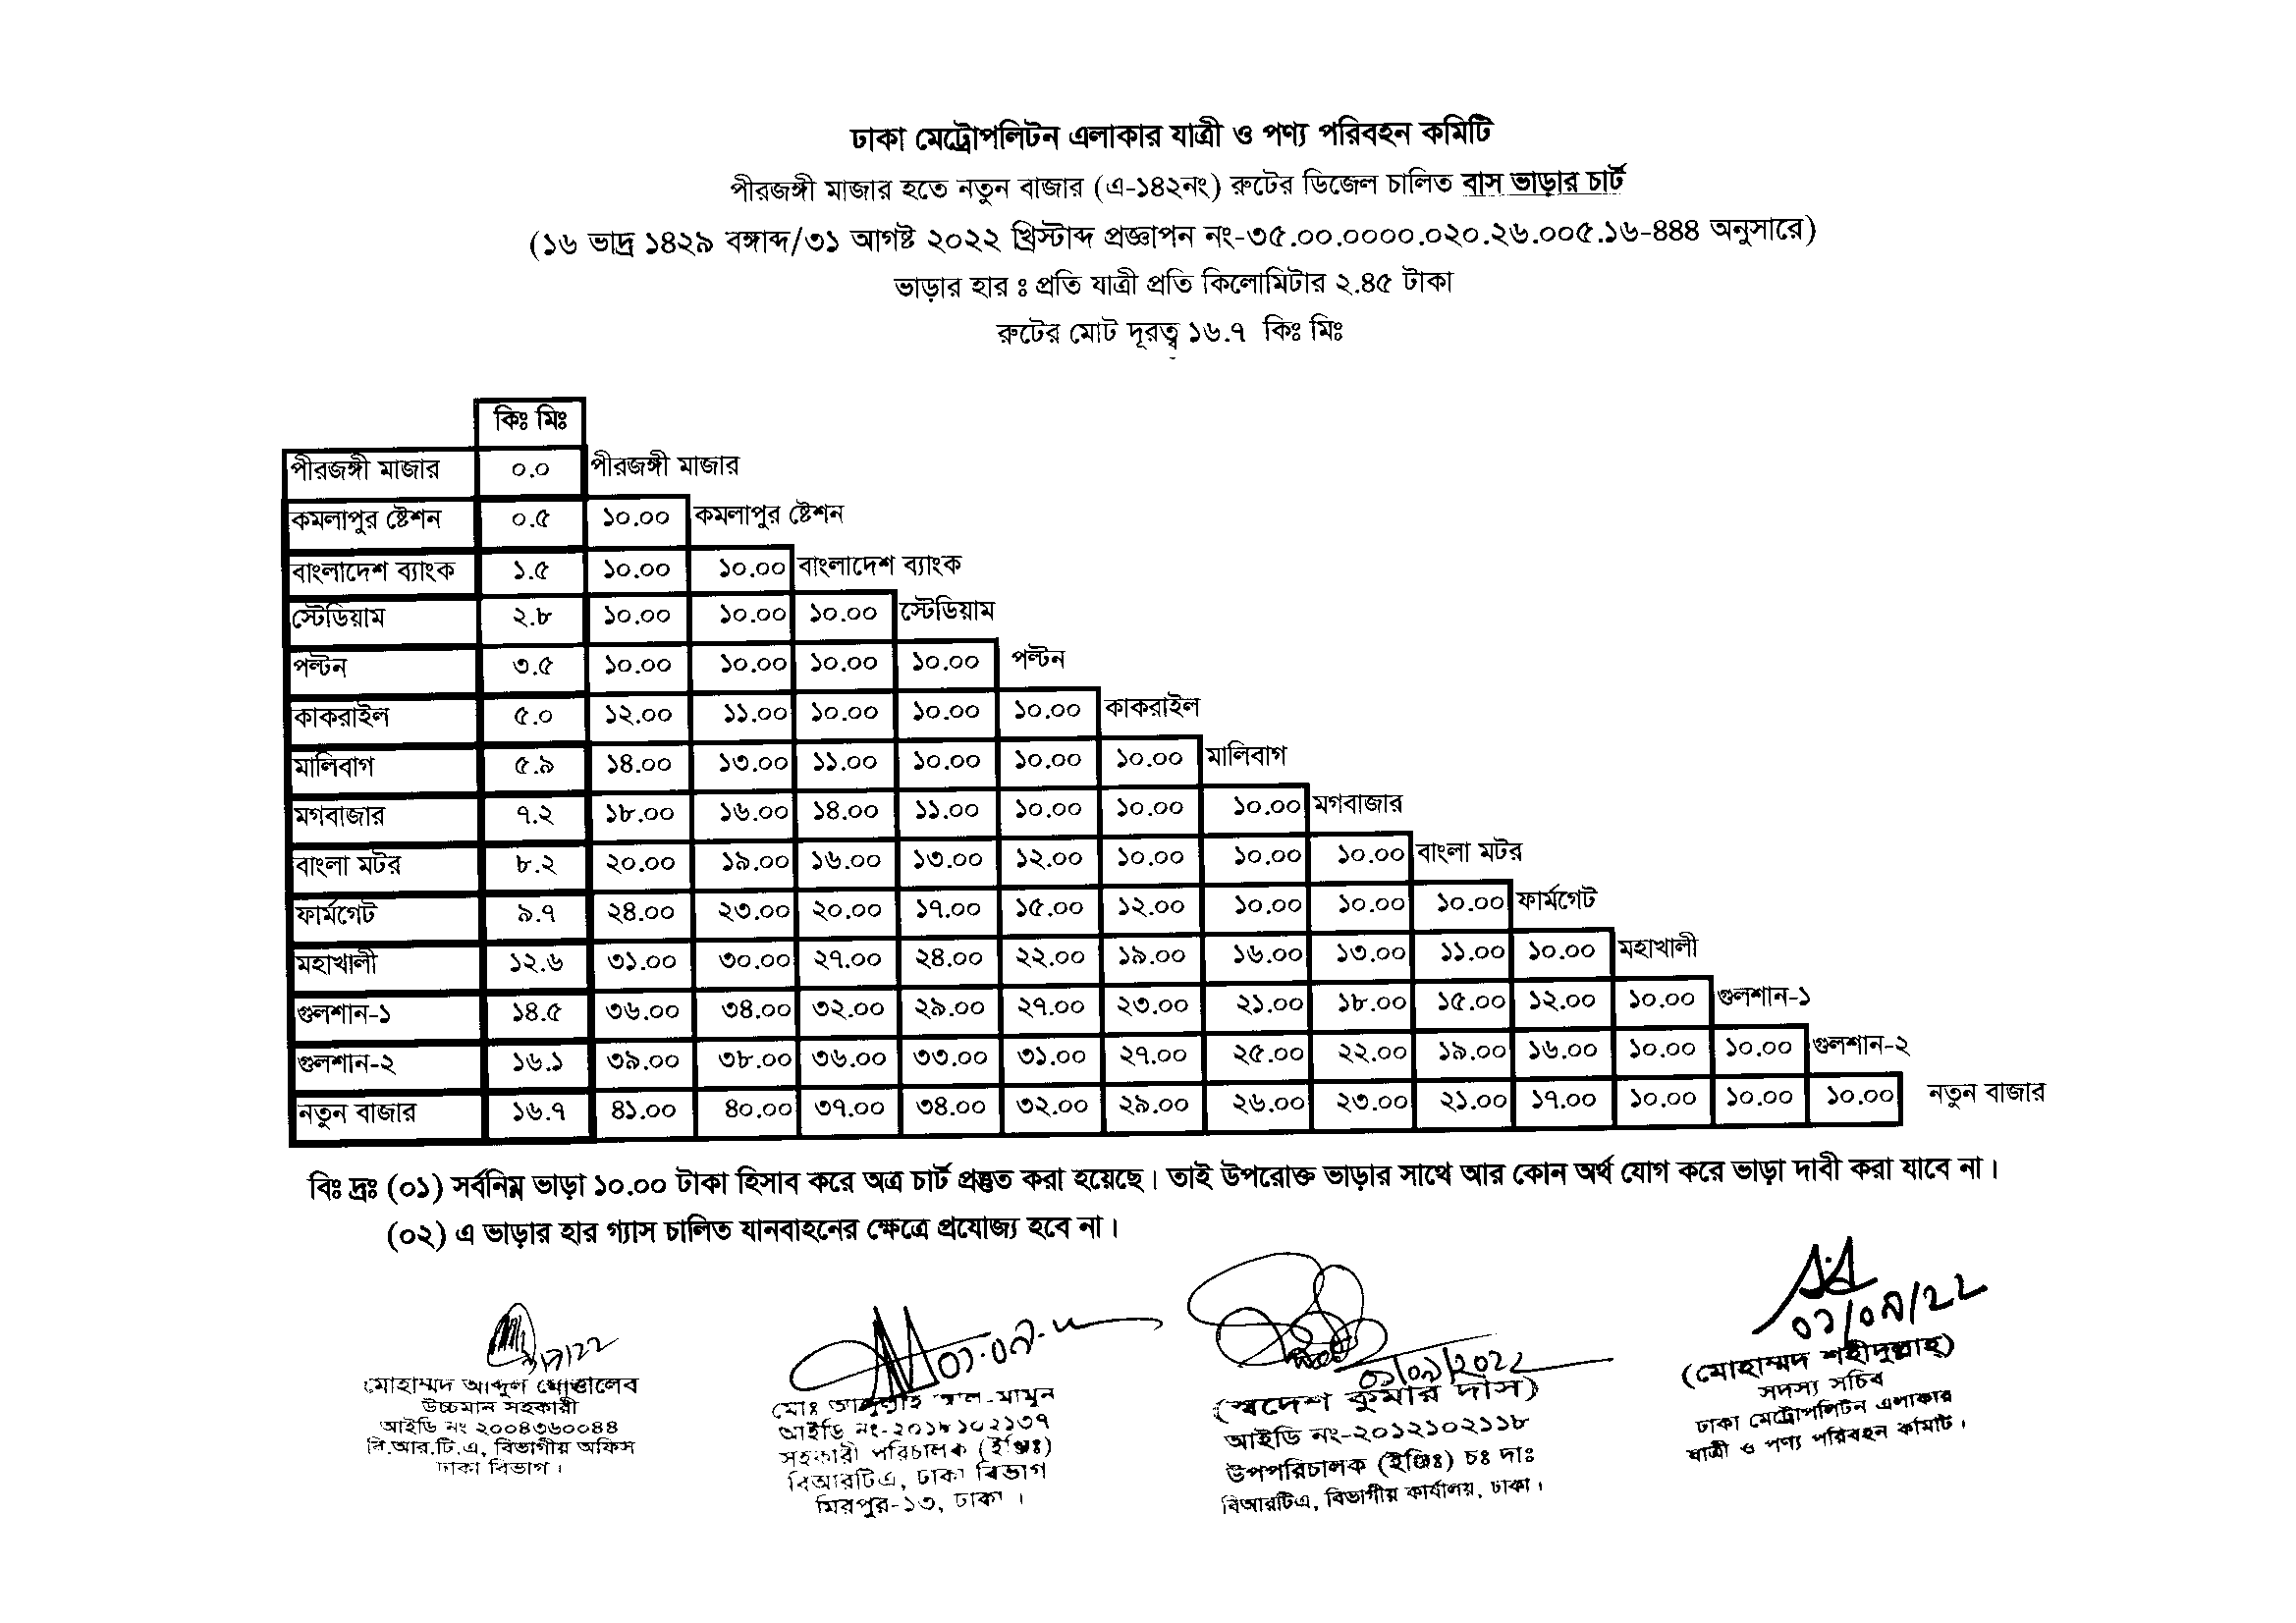 ঢাকা মেট্রোপলিটন এলাকার যাত্রী ও পণ্য পরিবহন কমিটি
পীরজঙ্গী মাজার হতে নতুন বাজার (এ-১৪২নং) রুটের ডিজেল চালিত বাস ভাড়ার চার্ট
(১৬ ভাদ্র ১৪২৯ বঙ্গাব্দ/৩১ আগষ্ট ২০২২ খ্রিস্টাব্দ প্রজ্ঞাপন নং-৩৫.০০.০০০০.০২০.২৬.০০৫.১৬-৪৪৪ অনুসারে)
ভাড়ার হার ঃ প্রতি যাত্রী প্রতি কিলোমিটার ২.৪৫ টাকা
রুটের মোট দূরত্ব ১৬.৭ কিঃ মিঃ
কিঃ মিঃ
পীরজঙ্গী মাজার ০.০ পীরজঙ্গী মাজার
কমলাপুর ষ্টেশন ০.৫ ১০.০০ কমলাপুর ষ্টেশন
বাংলাদেশ ব্যাংক ১.৫ ১০.০০ ১০.০০ বাংলাদেশ ব্যাংক
স্টেডিয়াম ২.৮ ১০.০০ ১০.০০ ১০.০০ স্টেডিয়াম
পল্টন ৩.৫ ১০.০০ ১০.০০ ১০.০০ ১০.০০ পল্টন
কাকরাইল ৫.০ ১২.০০ ১১.০০ ১০.০০ ১০.০০ ১০.০০ কাকরাইল
মালিবাগ ৫.৯ ১৪.০০ ১৩.০০ ১১.০০ ১০.০০ ১০.০০ ১০.০০ মালিবাগ
মগবাজার ৭.২ ১৮.০০ ১৬.০০ ১৪.০০ ১১.০০ ১০.০০ ১০.০০ ১০.০০ মগবাজার
বাংলা মটর ৮.২ ২০.০০ ১৯.০০ ১৬.০০ ১৩.০০ ১২.০০ ১০.০০ ১০.০০ ১০.০০ বাংলা মটর
ফার্মগেট ৯.৭ ২৪.০০ ২৩.০০ ২০.০০ ১৭.০০ ১৫.০০ ১২.০০ ১০.০০ ১০.০০ ১০.০০ ফার্মগেট
মহাখালী ১২.৬ ৩১.০০ ৩০.০০ ২৭.০০ ২৪.০০ ২২.০০ ১৯.০০ ১৬.০০ ১৩.০০ ১১.০০ ১০.০০ মহাখালী
গুলশান-১ ১৪.৫ ৩৬.০০ ৩৪.০০ ৩২.০০ ২৯.০০ ২৭.০০ ২৩.০০ ২১.০০ ১৮.০০ ১৫.০০ ১২.০০ ১০.০০ গুলশান-১
গুলশান-২ ১৬.১ ৩৯.০০ ৩৮.০০ ৩৬.০০ ৩৩.০০ ৩১.০০ ২৭.০০ ২৫.০০ ২২.০০ ১৯.০০ ১৬.০০ ১০.০০ ১০.০০ গুলশান-২
নতুন বাজার ১৬.৭ ৪১.০০ ৪০.০০ ৩৭.০০ ৩৪.০০ ৩২.০০ ২৯.০০ ২৬.০০ ২৩.০০ ২১.০০ ১৭.০০ ১০.০০ ১০.০০ ১০.০০ নতুন বাজার
বিঃ দ্রঃ (০১) সর্বনিম্ন ভাড়া ১০.০০ টাকা হিসাব করে অত্র চার্ট প্রস্তুত করা হয়েছে। তাই উপরোক্ত ভাড়ার সাথে আর কোন অর্থ যোগ করে ভাড়া দাবী করা যাবে না।
(০২) এ ভাড়ার হার গ্যাস চালিত যানবাহনের ক্ষেত্রে প্রযোজ্য হবে না।
মোহাম্মদ আব্দুল মোত্তালেব
উচ্চমান সহকারী
আইডি নং ২০০৪৩৬০০৪৪
বি.আর.টি.এ, বিভাগীয় অফিস
ঢাকা বিভাগ।
মোঃ আল-মামুন
আইডি নং-২০১৮১০২১৩৭
সহকারী পরিচালক (ইঞ্জিঃ)
বিআরটিএ, ঢাকা বিভাগ
মিরপুর-১৩, ঢাকা।
০১/০৯/২০২২
(স্বদেশ কুমার দাস)
আইডি নং-২০১২১০২১১৮
উপপরিচালক (ইঞ্জিঃ) চঃ দাঃ
বিআরটিএ, বিভাগীয় কার্যালয়, ঢাকা।
০১/০৯/২২
(মোহাম্মদ শহীদুল্লাহ্)
সদস্য সচিব
ঢাকা মেট্রোপলিটন এলাকার
যাত্রী ও পণ্য পরিবহন কমিটি।